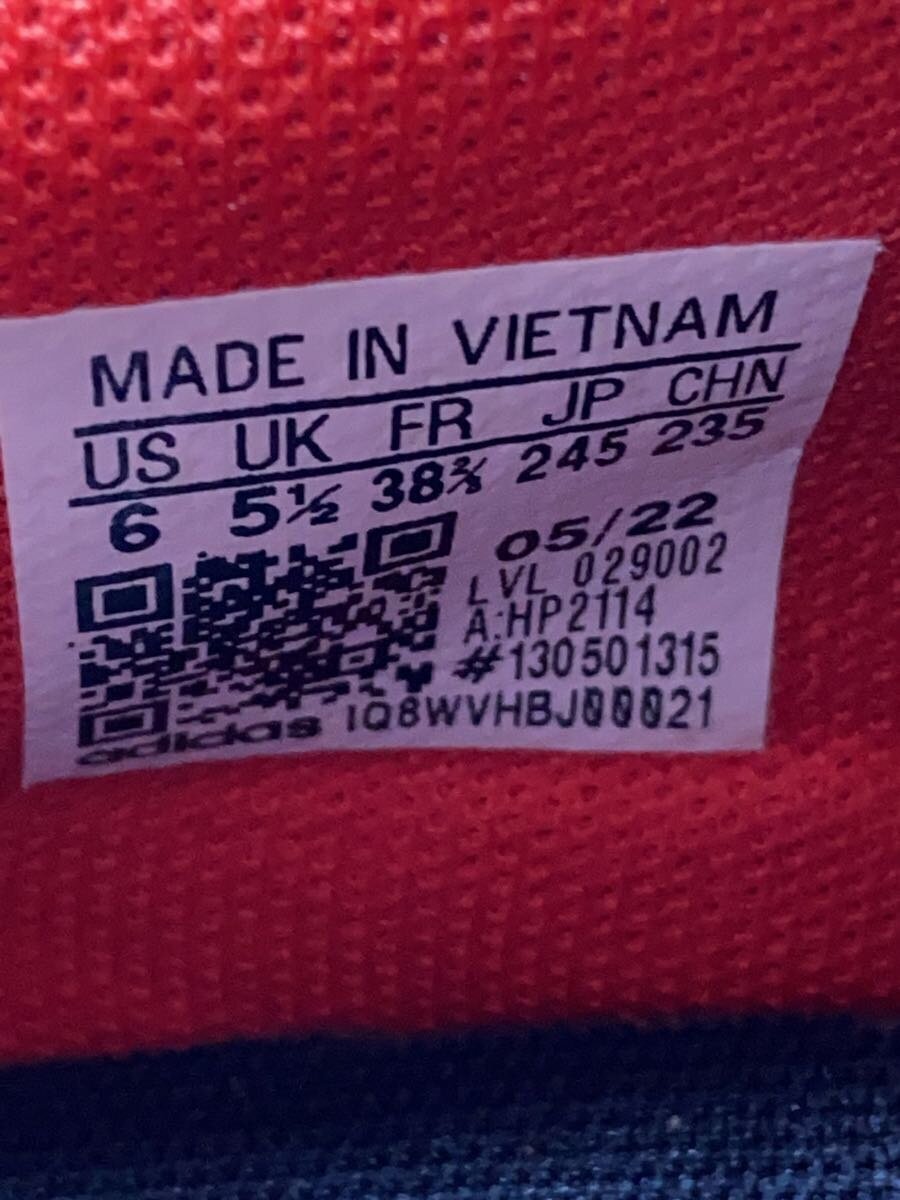 MADE IN VIETNAM
US UK FR JP CHN
6 5½ 38⅔ 245 235
05/22
LVL 029002
A:HP2114
#130501315
adidas IQ8WVHBJ00021